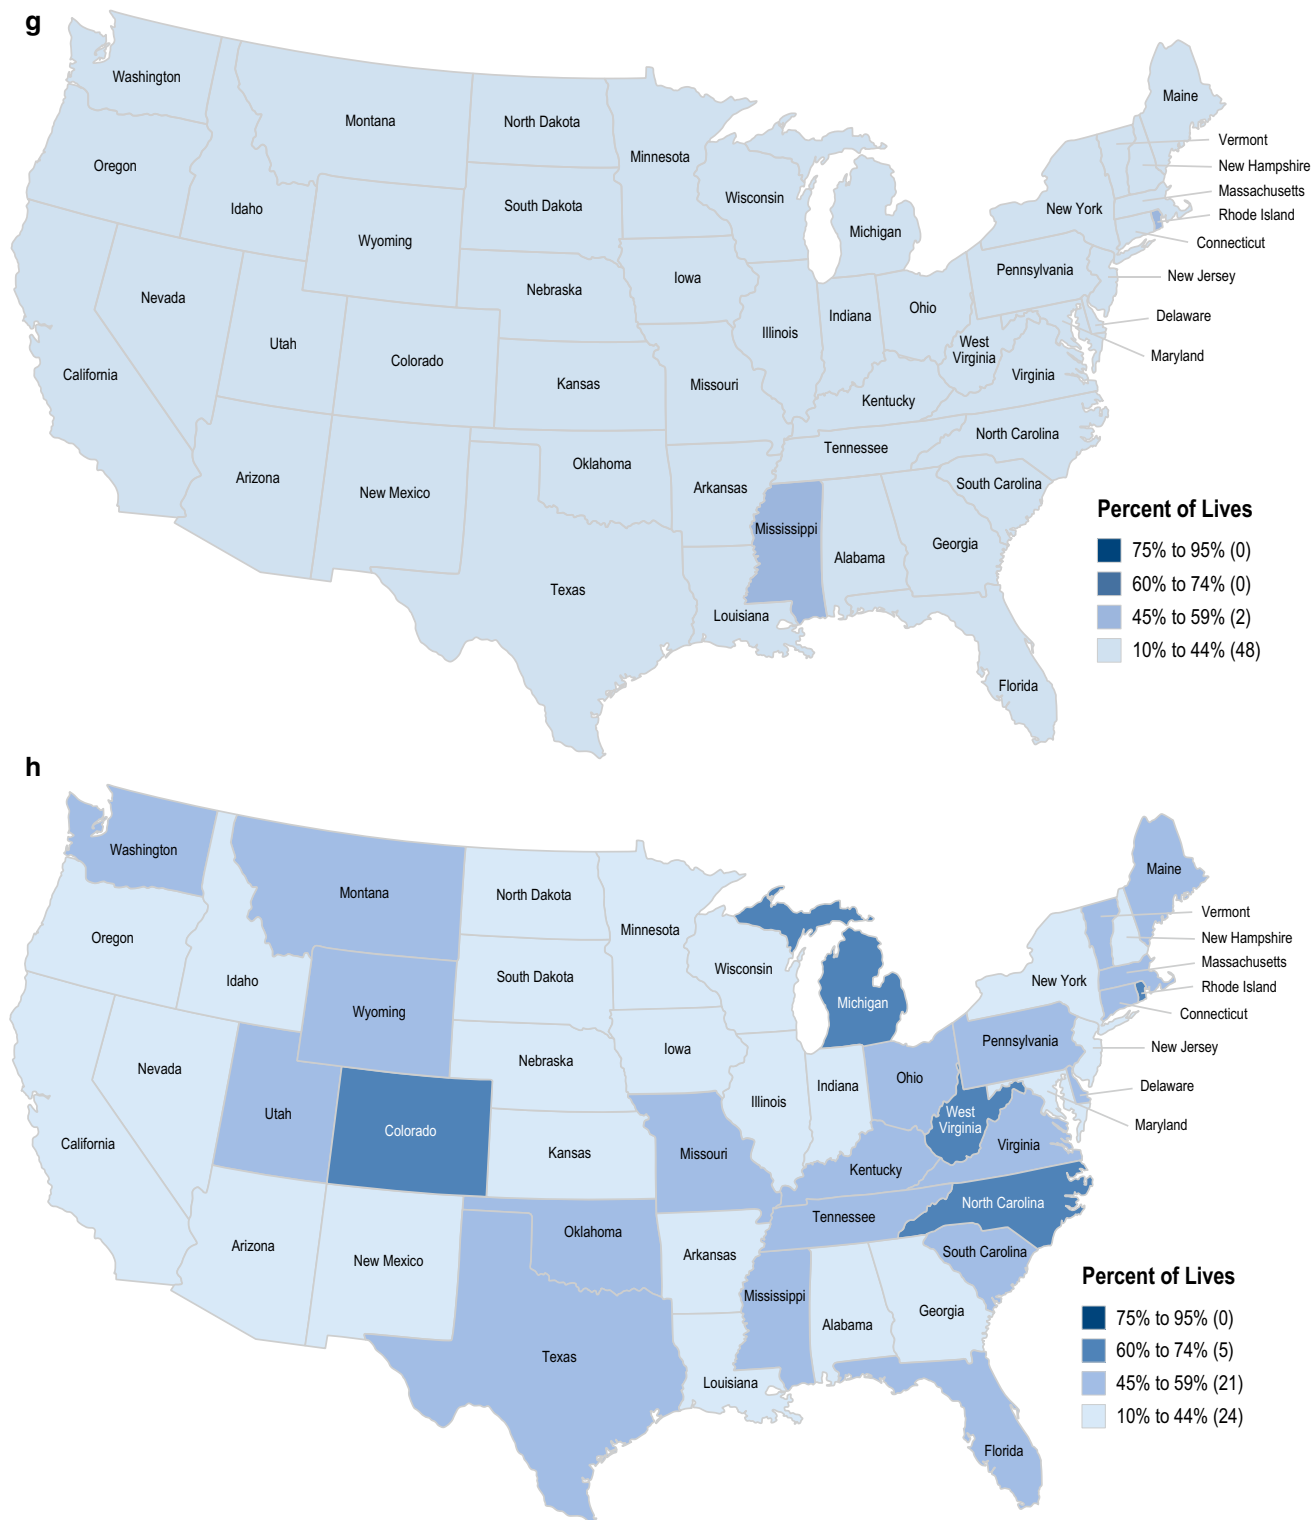 g
Washington
Montana
North Dakota
Minnesota
Maine
Vermont
New Hampshire
Oregon
Idaho
South Dakota
Wisconsin
Massachusetts
New York
Rhode Island
Wyoming
Michigan
Connecticut
Pennsylvania
New Jersey
Nevada
Nebraska
Iowa
Ohio
Illinois
Indiana
Delaware
Utah
Colorado
West
Virginia
Maryland
California
Kansas
Missouri
Virginia
Kentucky
North Carolina
Tennessee
Oklahoma
Arizona
New Mexico
Arkansas
South Carolina
Mississippi
Alabama
Georgia
Texas
Louisiana
Florida
Percent of Lives
75% to 95% (0)
60% to 74% (0)
45% to 59% (2)
10% to 44% (48)
h
Washington
Montana
North Dakota
Minnesota
Maine
Vermont
New Hampshire
Oregon
Idaho
South Dakota
Wisconsin
Massachusetts
New York
Rhode Island
Wyoming
Michigan
Connecticut
Pennsylvania
New Jersey
Nevada
Nebraska
Iowa
Ohio
Illinois
Indiana
Delaware
Utah
Colorado
West
Virginia
Maryland
California
Kansas
Missouri
Virginia
Kentucky
North Carolina
Tennessee
Oklahoma
Arizona
New Mexico
Arkansas
South Carolina
Mississippi
Alabama
Georgia
Texas
Louisiana
Florida
Percent of Lives
75% to 95% (0)
60% to 74% (5)
45% to 59% (21)
10% to 44% (24)